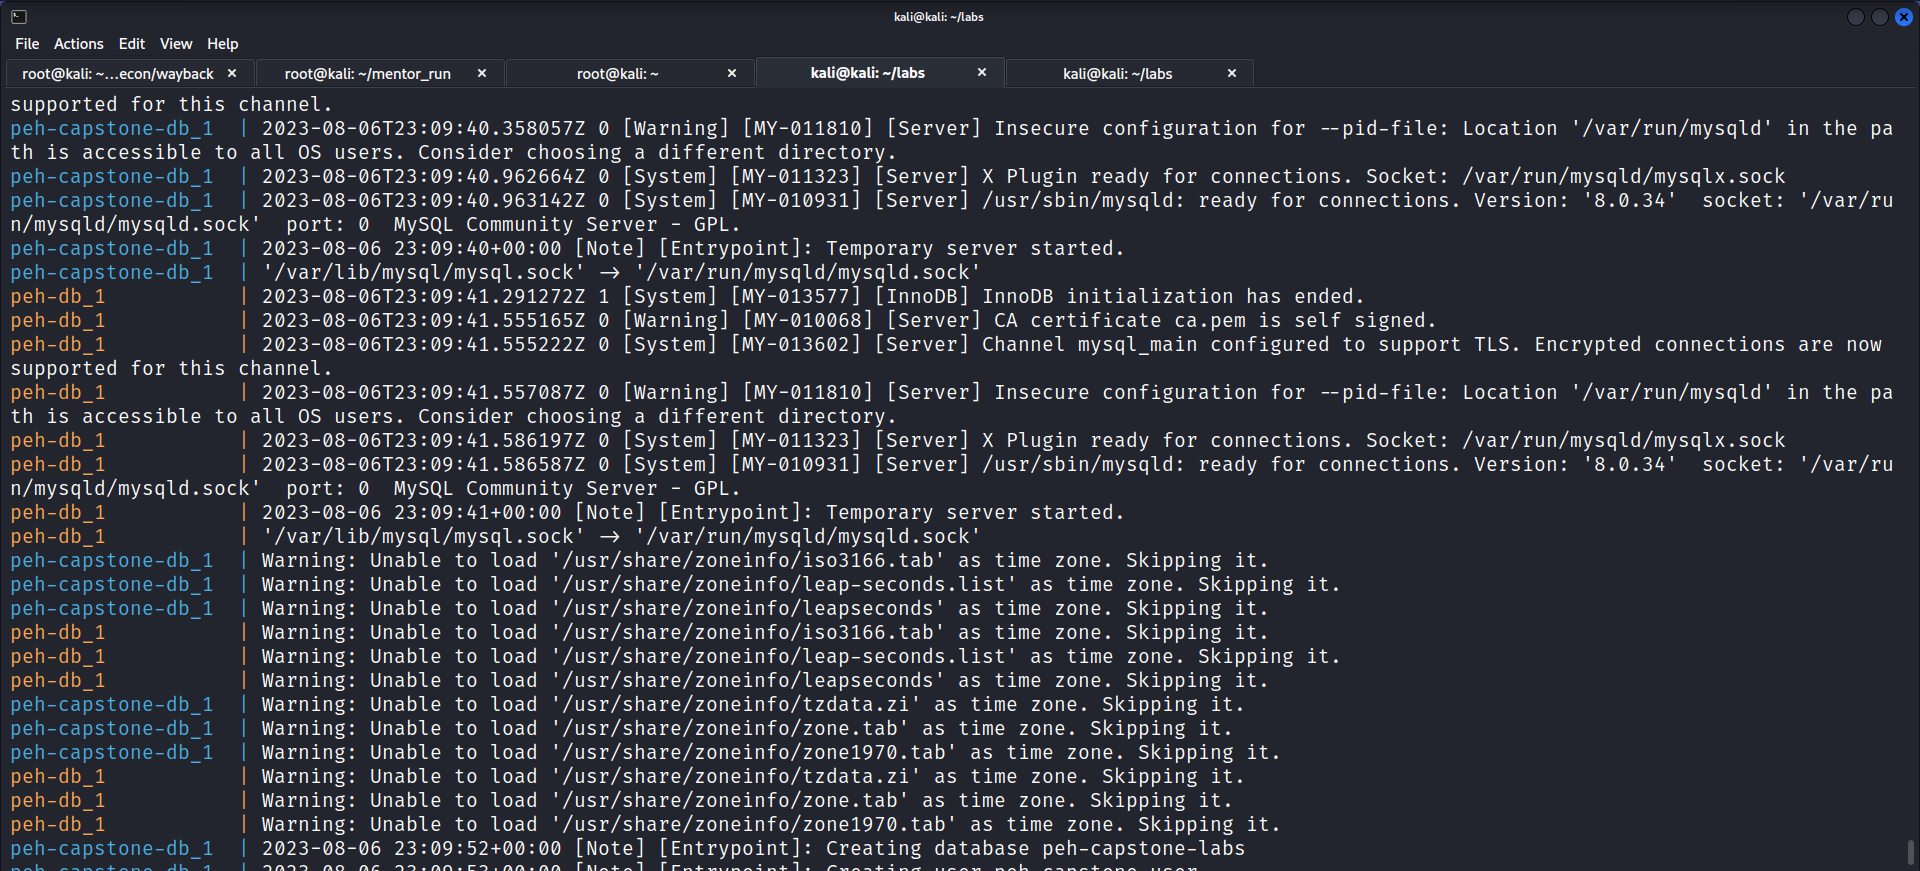 kali@kali: ~/labs
File Actions Edit View Help
root@kali: ~...econ/wayback × root@kali: ~/mentor_run × root@kali: ~ × kali@kali: ~/labs × kali@kali: ~/labs ×
supported for this channel.
peh-capstone-db_1 | 2023-08-06T23:09:40.358057Z 0 [Warning] [MY-011810] [Server] Insecure configuration for --pid-file: Location '/var/run/mysqld' in the pa
th is accessible to all OS users. Consider choosing a different directory.
peh-capstone-db_1 | 2023-08-06T23:09:40.962664Z 0 [System] [MY-011323] [Server] X Plugin ready for connections. Socket: /var/run/mysqld/mysqlx.sock
peh-capstone-db_1 | 2023-08-06T23:09:40.963142Z 0 [System] [MY-010931] [Server] /usr/sbin/mysqld: ready for connections. Version: '8.0.34' socket: '/var/ru
n/mysqld/mysqld.sock' port: 0 MySQL Community Server - GPL.
peh-capstone-db_1 | 2023-08-06 23:09:40+00:00 [Note] [Entrypoint]: Temporary server started.
peh-capstone-db_1 | '/var/lib/mysql/mysql.sock' -> '/var/run/mysqld/mysqld.sock'
peh-db_1 | 2023-08-06T23:09:41.291272Z 1 [System] [MY-013577] [InnoDB] InnoDB initialization has ended.
peh-db_1 | 2023-08-06T23:09:41.555165Z 0 [Warning] [MY-010068] [Server] CA certificate ca.pem is self signed.
peh-db_1 | 2023-08-06T23:09:41.555222Z 0 [System] [MY-013602] [Server] Channel mysql_main configured to support TLS. Encrypted connections are now
supported for this channel.
peh-db_1 | 2023-08-06T23:09:41.557087Z 0 [Warning] [MY-011810] [Server] Insecure configuration for --pid-file: Location '/var/run/mysqld' in the pa
th is accessible to all OS users. Consider choosing a different directory.
peh-db_1 | 2023-08-06T23:09:41.586197Z 0 [System] [MY-011323] [Server] X Plugin ready for connections. Socket: /var/run/mysqld/mysqlx.sock
peh-db_1 | 2023-08-06T23:09:41.586587Z 0 [System] [MY-010931] [Server] /usr/sbin/mysqld: ready for connections. Version: '8.0.34' socket: '/var/ru
n/mysqld/mysqld.sock' port: 0 MySQL Community Server - GPL.
peh-db_1 | 2023-08-06 23:09:41+00:00 [Note] [Entrypoint]: Temporary server started.
peh-db_1 | '/var/lib/mysql/mysql.sock' -> '/var/run/mysqld/mysqld.sock'
peh-capstone-db_1 | Warning: Unable to load '/usr/share/zoneinfo/iso3166.tab' as time zone. Skipping it.
peh-capstone-db_1 | Warning: Unable to load '/usr/share/zoneinfo/leap-seconds.list' as time zone. Skipping it.
peh-capstone-db_1 | Warning: Unable to load '/usr/share/zoneinfo/leapseconds' as time zone. Skipping it.
peh-db_1 | Warning: Unable to load '/usr/share/zoneinfo/iso3166.tab' as time zone. Skipping it.
peh-db_1 | Warning: Unable to load '/usr/share/zoneinfo/leap-seconds.list' as time zone. Skipping it.
peh-db_1 | Warning: Unable to load '/usr/share/zoneinfo/leapseconds' as time zone. Skipping it.
peh-capstone-db_1 | Warning: Unable to load '/usr/share/zoneinfo/tzdata.zi' as time zone. Skipping it.
peh-capstone-db_1 | Warning: Unable to load '/usr/share/zoneinfo/zone.tab' as time zone. Skipping it.
peh-capstone-db_1 | Warning: Unable to load '/usr/share/zoneinfo/zone1970.tab' as time zone. Skipping it.
peh-db_1 | Warning: Unable to load '/usr/share/zoneinfo/tzdata.zi' as time zone. Skipping it.
peh-db_1 | Warning: Unable to load '/usr/share/zoneinfo/zone.tab' as time zone. Skipping it.
peh-db_1 | Warning: Unable to load '/usr/share/zoneinfo/zone1970.tab' as time zone. Skipping it.
peh-capstone-db_1 | 2023-08-06 23:09:52+00:00 [Note] [Entrypoint]: Creating database peh-capstone-labs
peh-capstone-db_1 | 2023-08-06 23:09:53+00:00 [Note] [Entrypoint]: Creating user peh-capstone-user